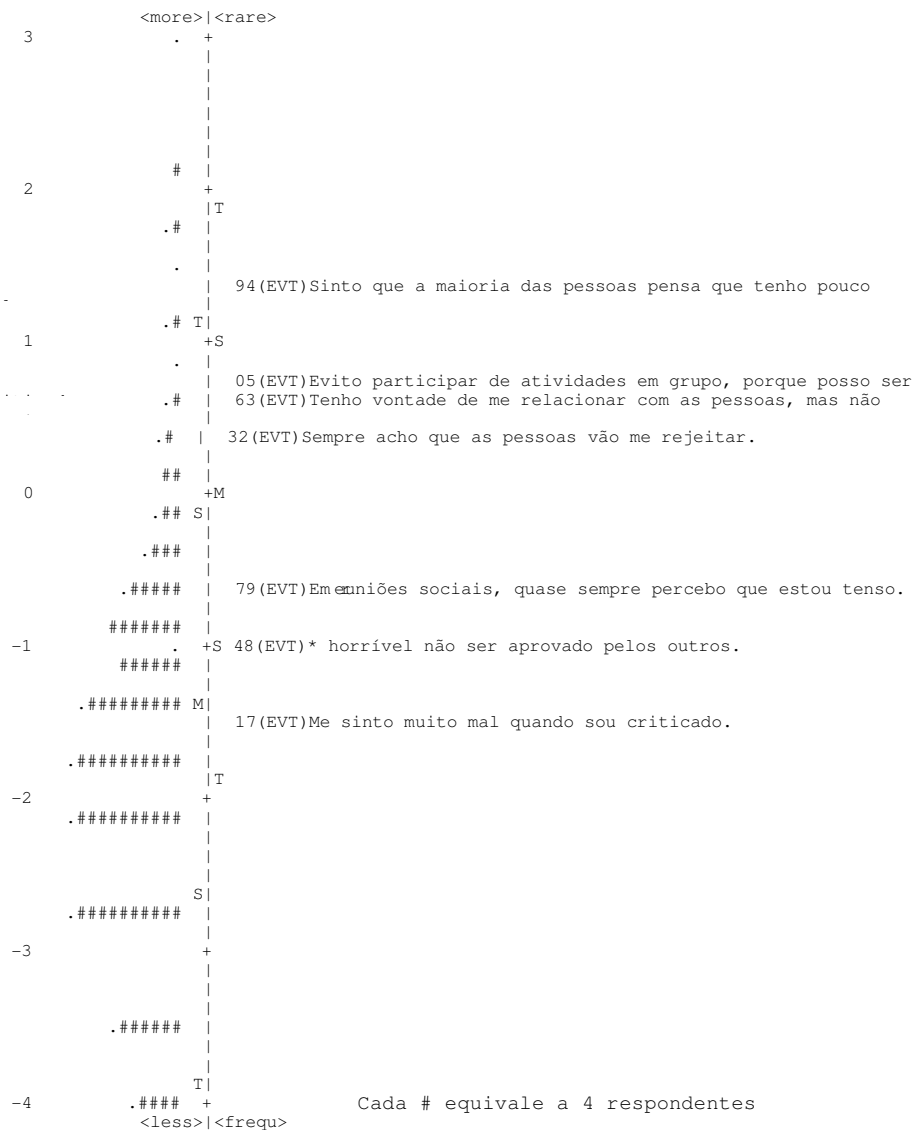 <more>|<rare>
3 . +
|
|
|
|
|
|
# |
2 +
|T
.# |
|
. |
| 94(EVT)Sinto que a maioria das pessoas pensa que tenho pouco
|
.# T|
1 +S
. |
| 05(EVT)Evito participar de atividades em grupo, porque posso ser
.# | 63(EVT)Tenho vontade de me relacionar com as pessoas, mas não
|
.# | 32(EVT)Sempre acho que as pessoas vão me rejeitar.
|
## |
0 +M
.## S|
|
.### |
|
.##### | 79(EVT)Em reuniões sociais, quase sempre percebo que estou tenso.
|
####### |
-1 . +S 48(EVT)* horrível não ser aprovado pelos outros.
###### |
|
.######### M|
| 17(EVT)Me sinto muito mal quando sou criticado.
|
.########## |
|T
-2 +
.########## |
|
|
|
S|
.########## |
|
-3 +
|
|
|
.###### |
|
|
T|
-4 .#### + Cada # equivale a 4 respondentes
<less>|<frequ>